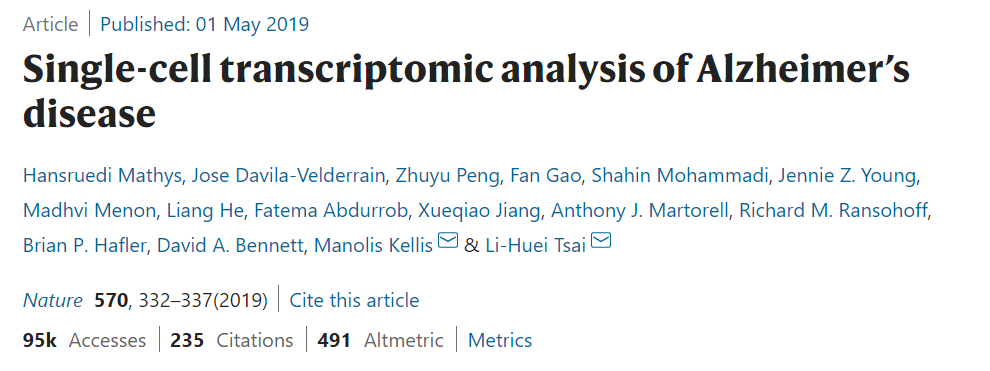 Article | Published: 01 May 2019
Single-cell transcriptomic analysis of Alzheimer’s
disease
Hansruedi Mathys, Jose Davila-Velderrain, Zhuyu Peng, Fan Gao, Shahin Mohammadi, Jennie Z. Young,
Madhvi Menon, Liang He, Fatema Abdurrob, Xueqiao Jiang, Anthony J. Martorell, Richard M. Ransohoff,
Brian P. Hafler, David A. Bennett, Manolis Kellis & Li-Huei Tsai
Nature 570, 332–337(2019) | Cite this article
95k Accesses | 235 Citations | 491 Altmetric | Metrics